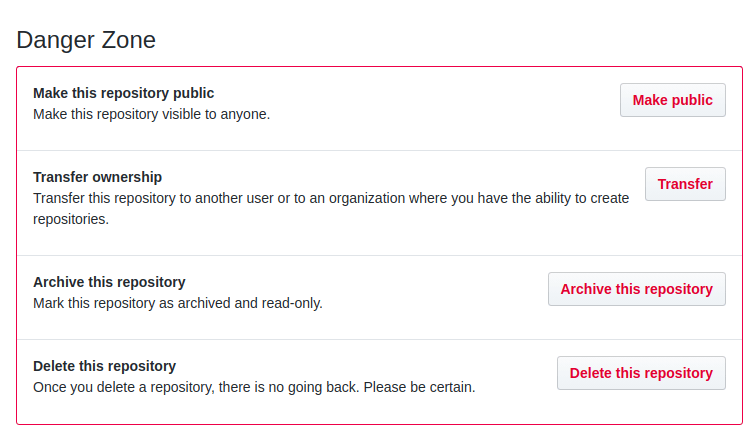 Danger Zone
Make this repository public
Make this repository visible to anyone.
Make public
Transfer ownership
Transfer this repository to another user or to an organization where you have the ability to create
repositories.
Transfer
Archive this repository
Mark this repository as archived and read-only.
Archive this repository
Delete this repository
Once you delete a repository, there is no going back. Please be certain.
Delete this repository